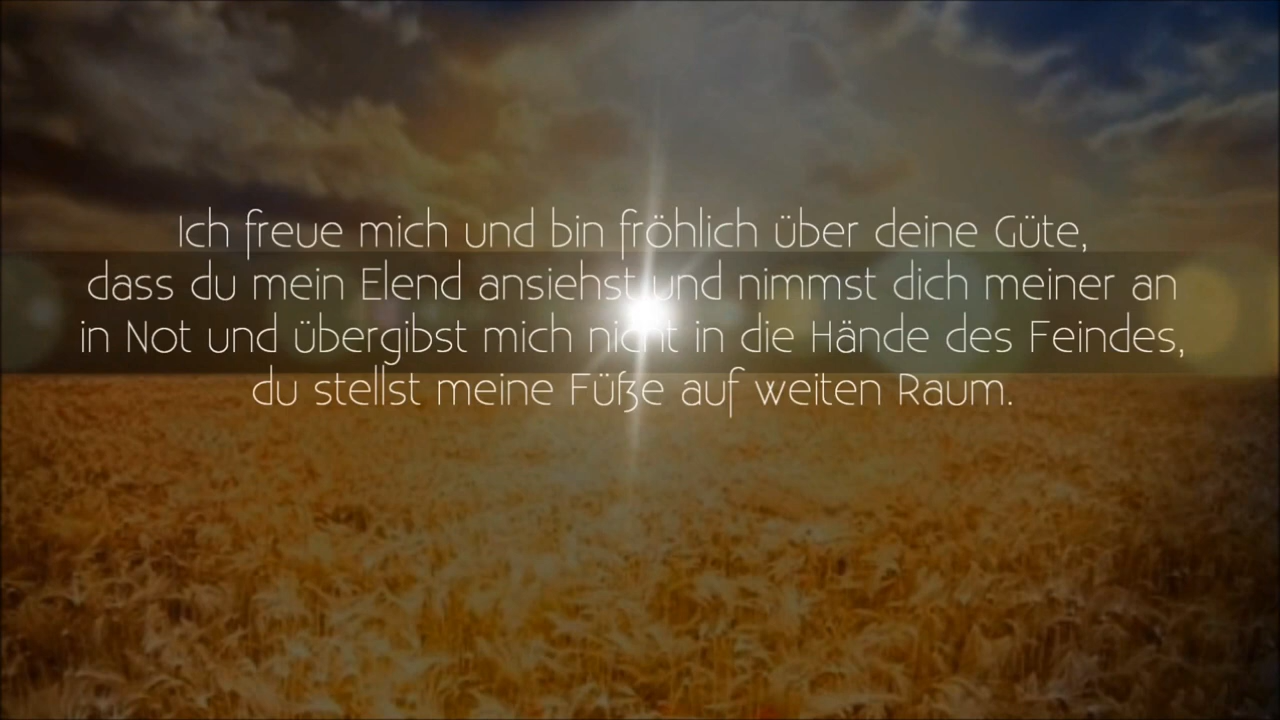 Ich freue mich und bin fröhlich über deine Güte,
dass du mein Elend ansiehst und nimmst dich meiner an
in Not und übergibst mich nicht in die Hände des Feindes,
du stellst meine Füße auf weiten Raum.